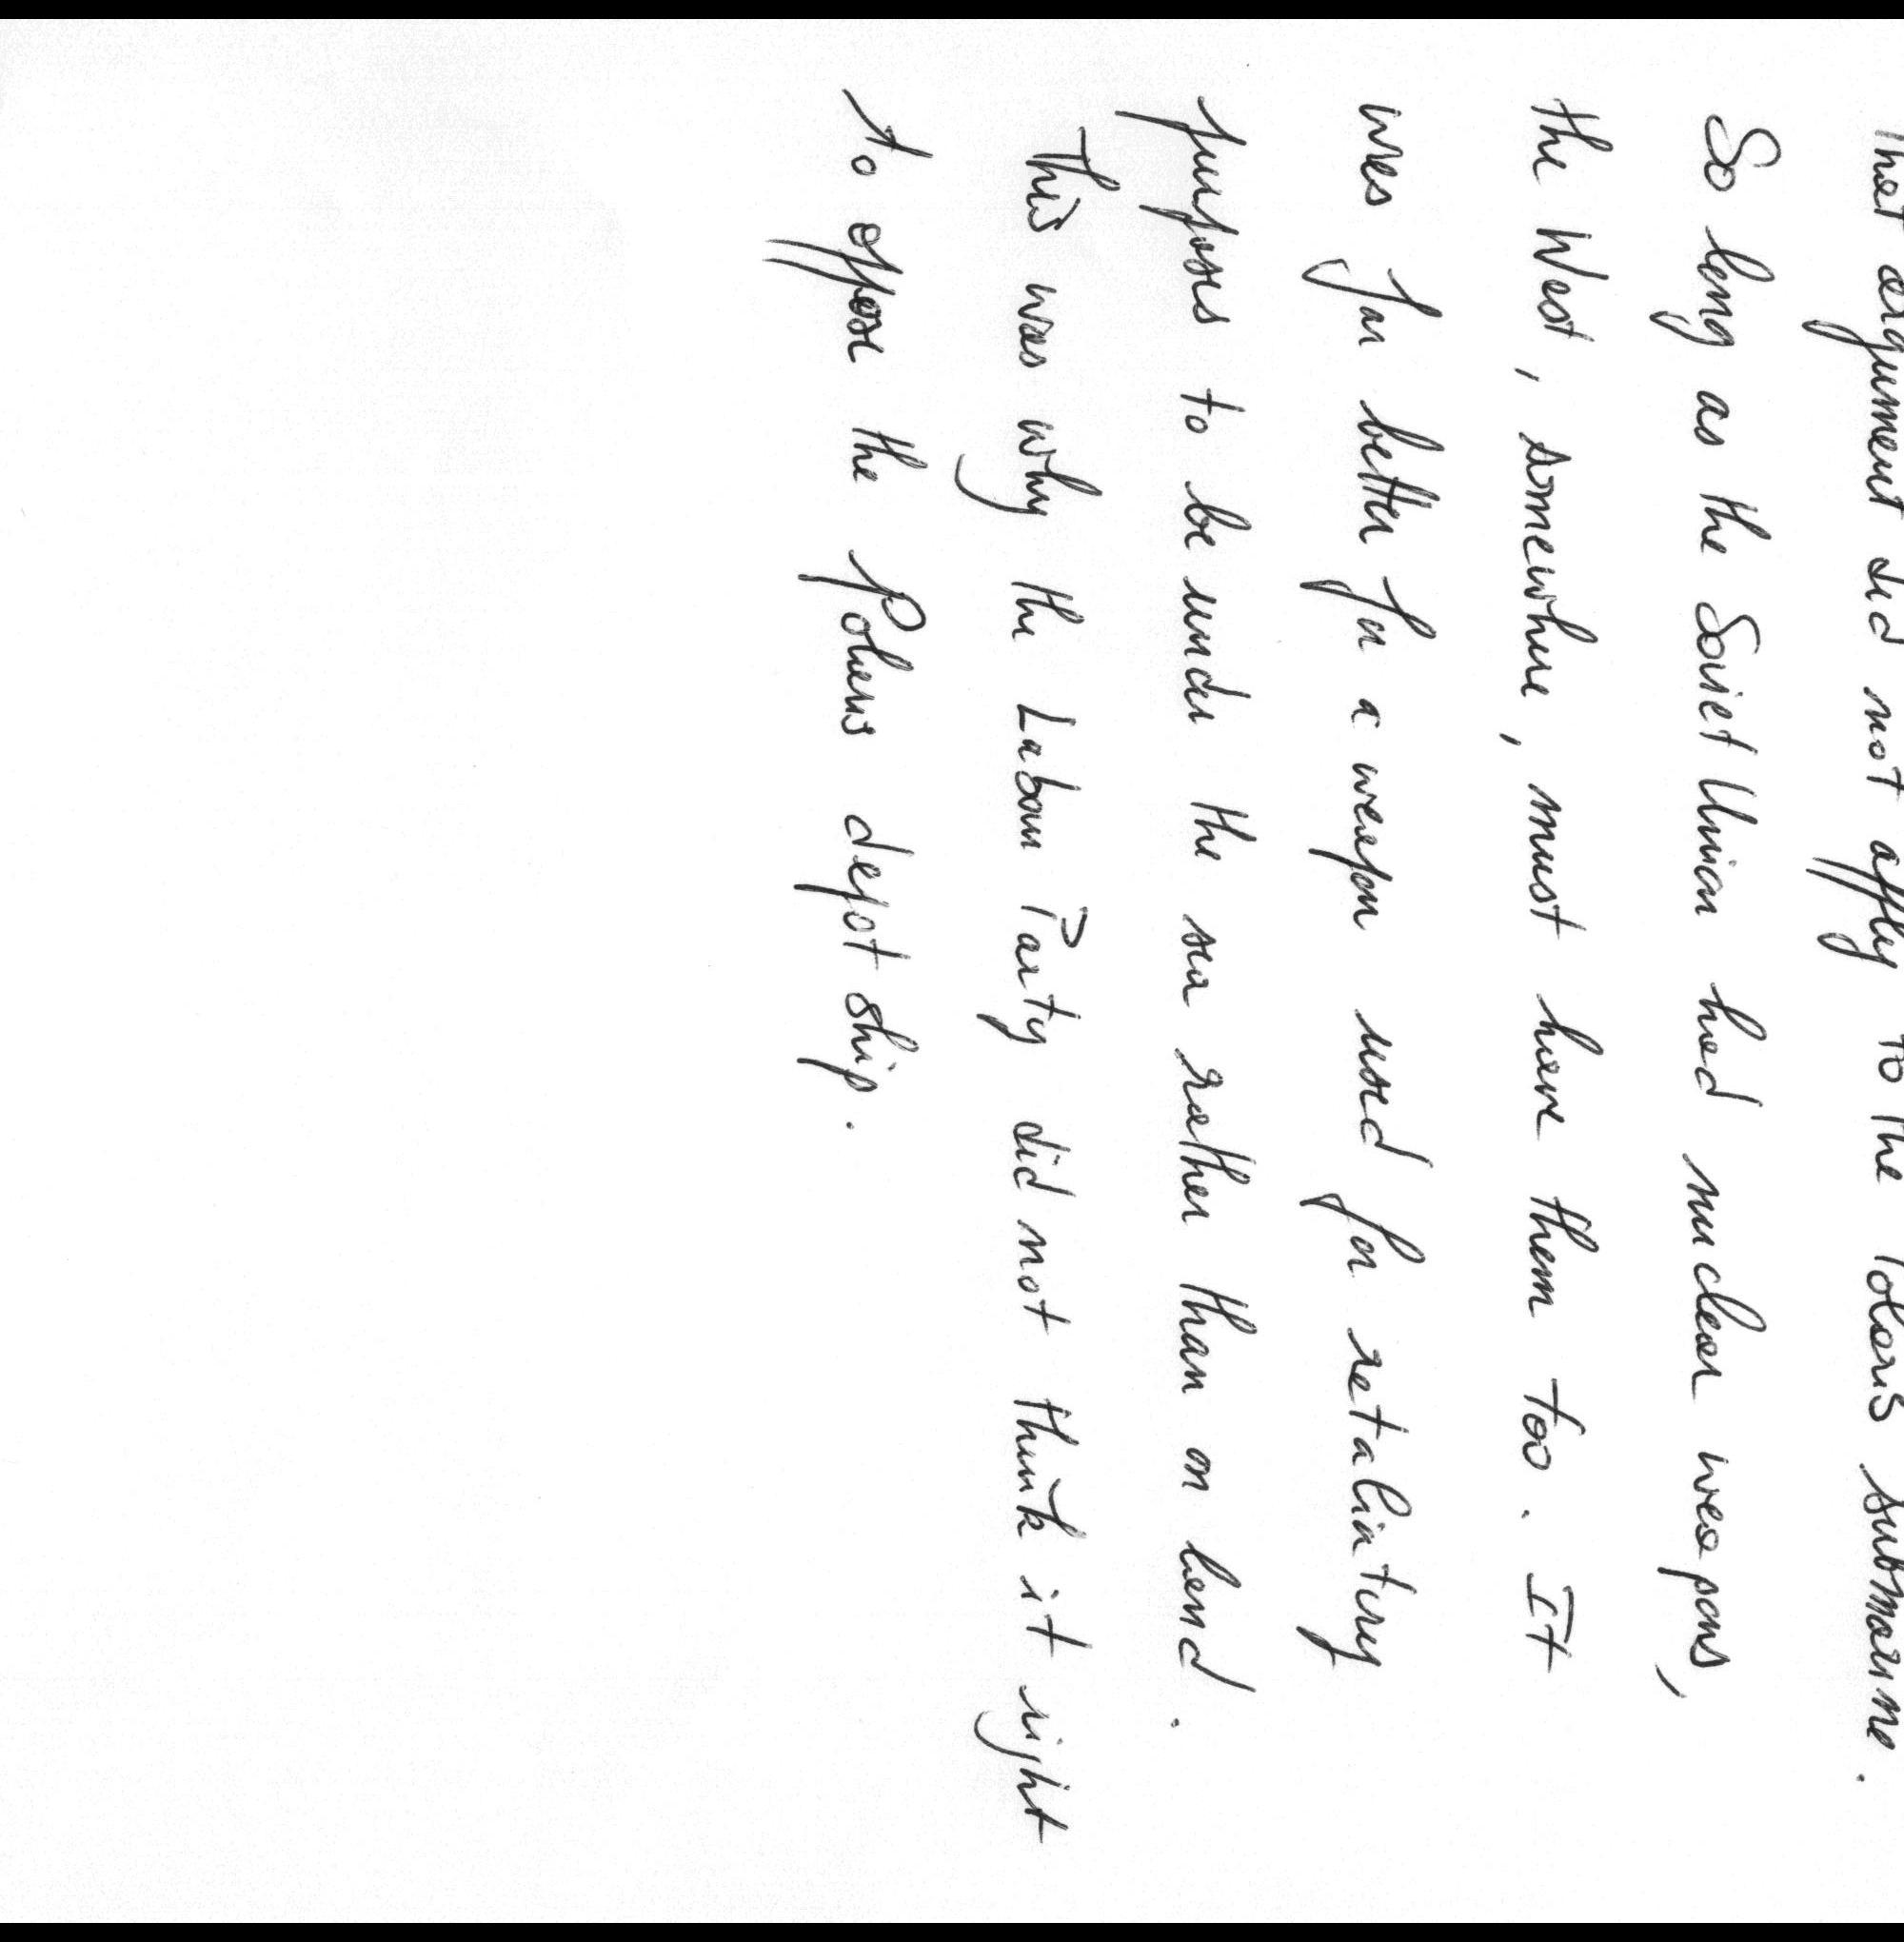 That argument did not apply to the Polaris submarine.
So long as the Soviet Union had nuclear weapons,
the West, somewhere, must have them too. It
was far better for a weapon used for retaliatory
purposes to be under the sea rather than on land.
This was why the Labour Party did not think it right
to oppose the Polaris depot ship.